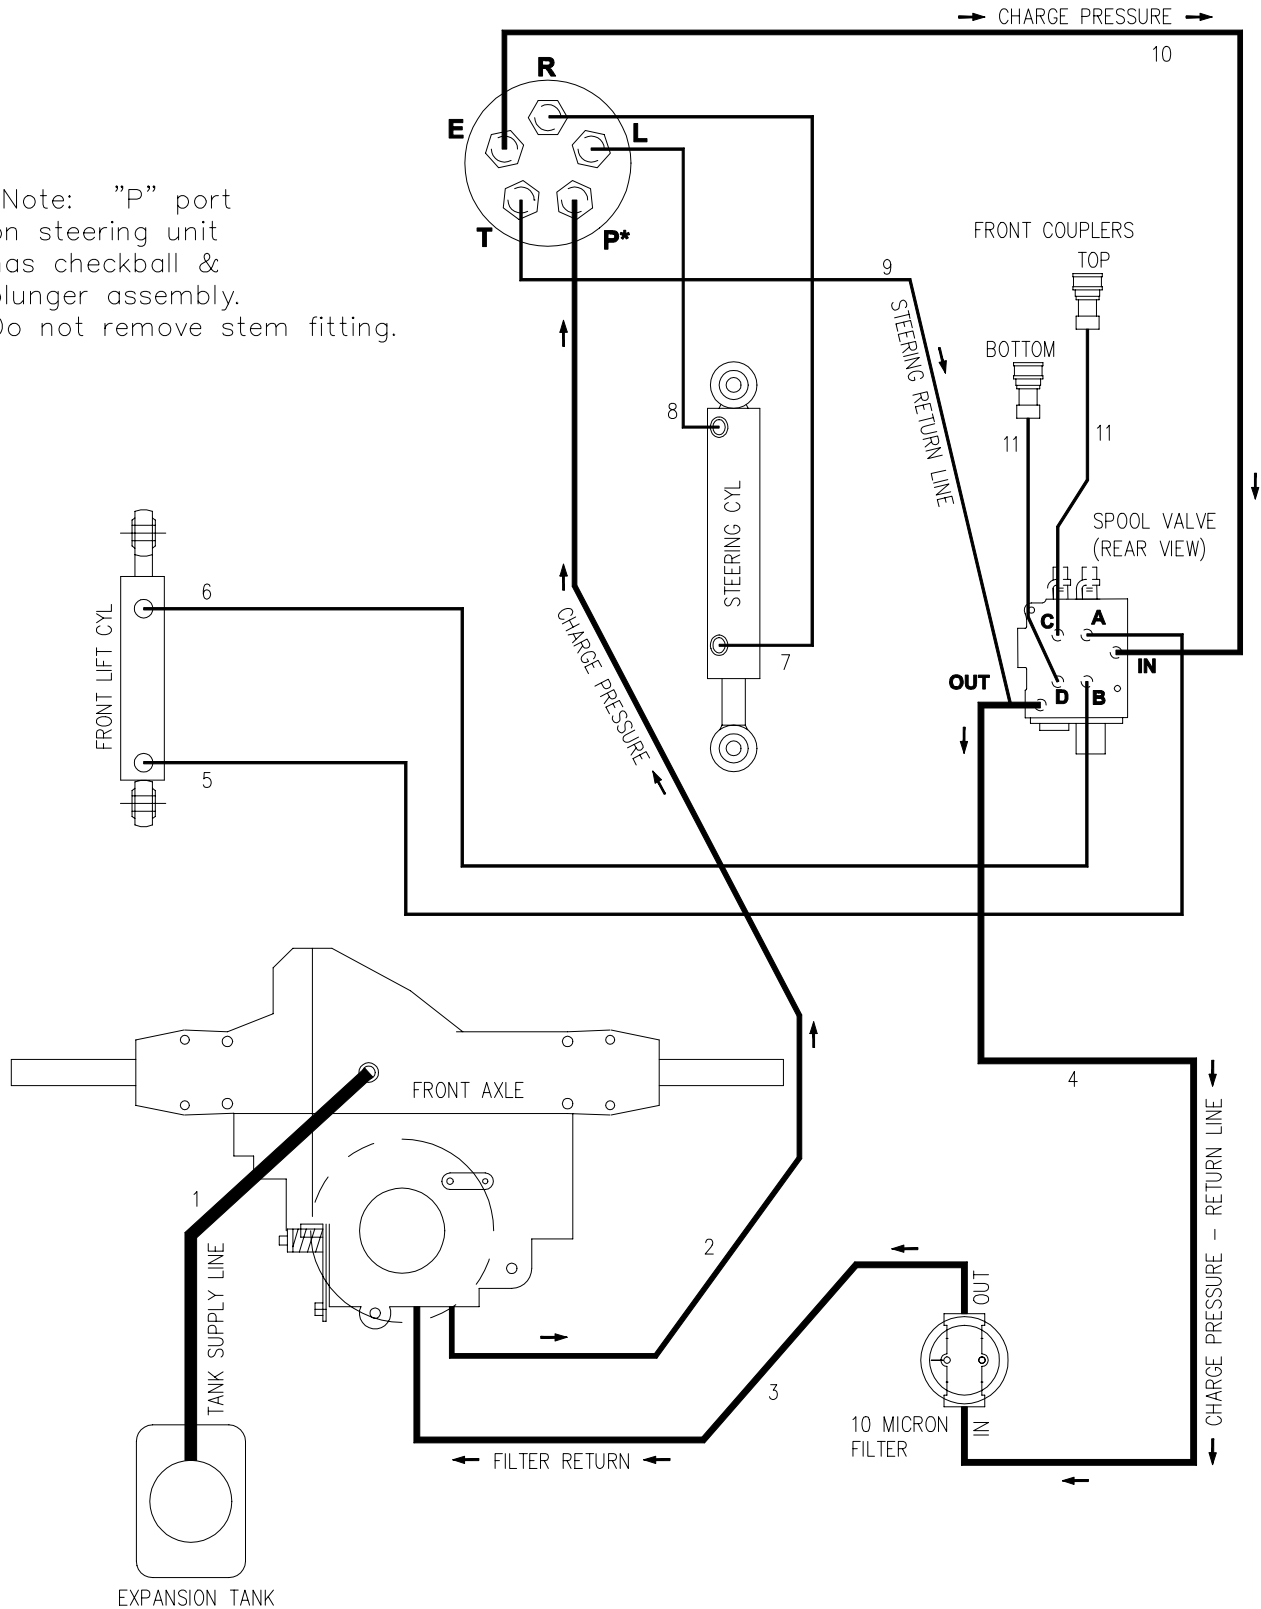 CHARGE PRESSURE
10
R
E
L
T
P*
Note: "P" port
on steering unit
has checkball &
plunger assembly.
Do not remove stem fitting.
9
STEERING RETURN LINE
FRONT COUPLERS
TOP
BOTTOM
11
11
8
STEERING CYL
7
SPOOL VALVE
(REAR VIEW)
C
A
IN
OUT
D
B
6
FRONT LIFT CYL
5
CHARGE PRESSURE
FRONT AXLE
4
1
2
TANK SUPPLY LINE
CHARGE PRESSURE - RETURN LINE
OUT
3
10 MICRON
FILTER
IN
FILTER RETURN
EXPANSION TANK